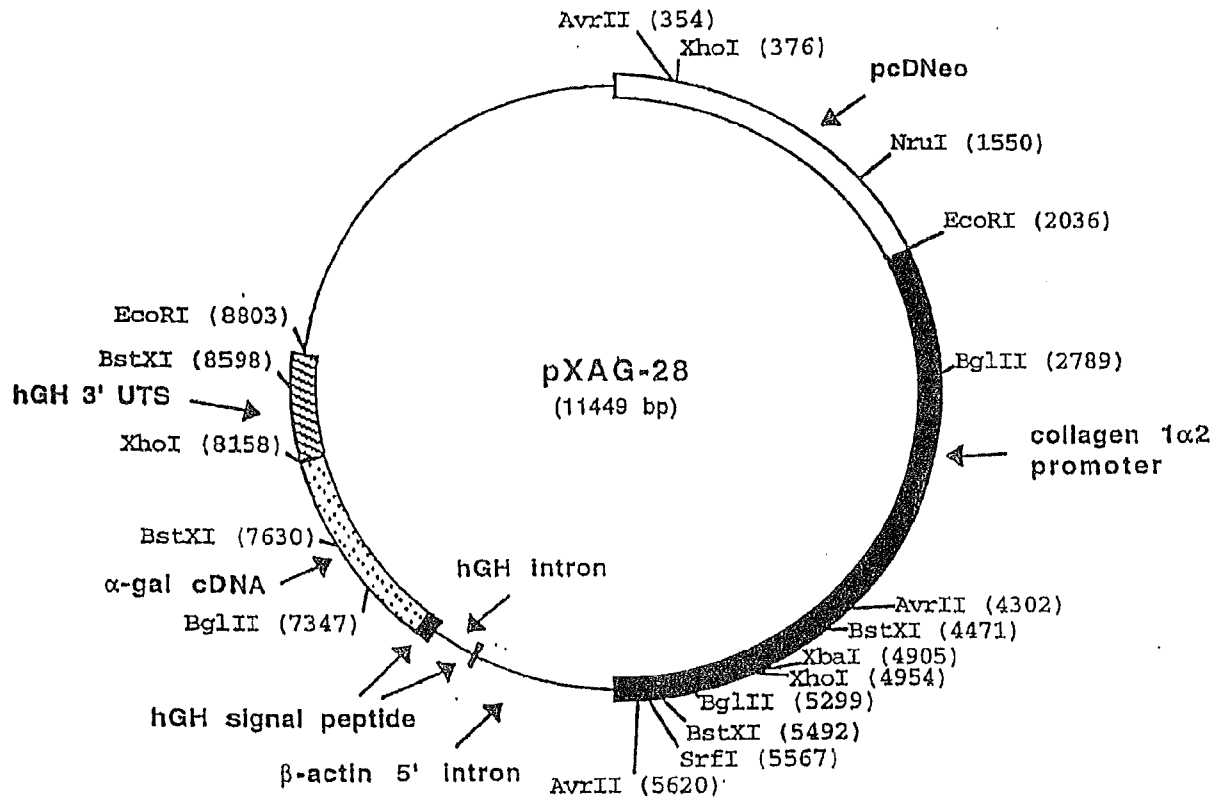 AvrII (354)
XhoI (376)
pcDNeo
NruI (1550)
EcoRI (2036)
BglII (2789)
collagen 1α2
promoter
AvrII (4302)
BstXI (4471)
XbaI (4905)
XhoI (4954)
BglII (5299)
BstXI (5492)
SrfI (5567)
AvrII (5620)
pXAG-28
(11449 bp)
EcoRI (8803)
BstXI (8598)
hGH 3' UTS
XhoI (8158)
BstXI (7630)
α-gal cDNA
BglII (7347)
hGH intron
hGH signal peptide
β-actin 5' intron